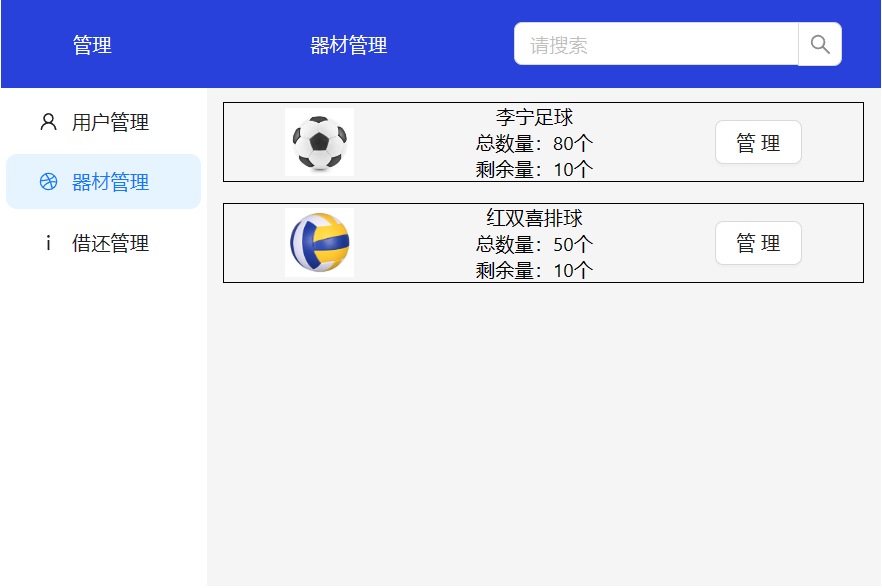 管理
器材管理
请搜索
用户管理
器材管理
借还管理
李宁足球
总数量：80个
剩余量：10个
管 理
红双喜排球
总数量：50个
剩余量：10个
管 理